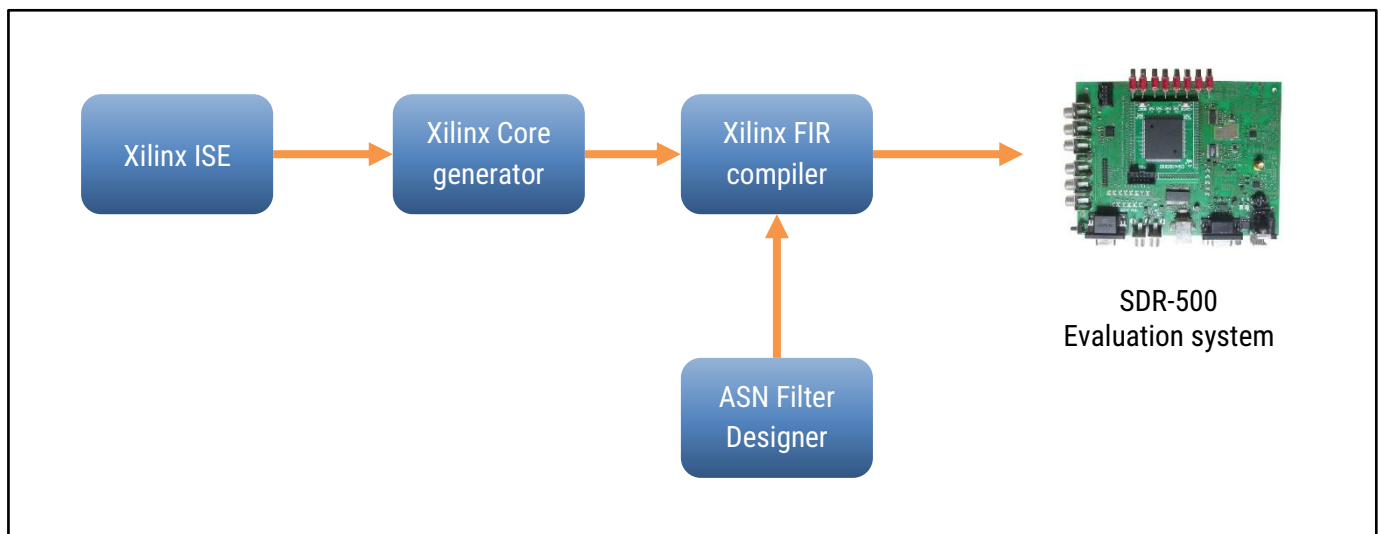 Xilinx ISE
Xilinx Core
generator
Xilinx FIR
compiler
SDR-500
Evaluation system
ASN Filter
Designer